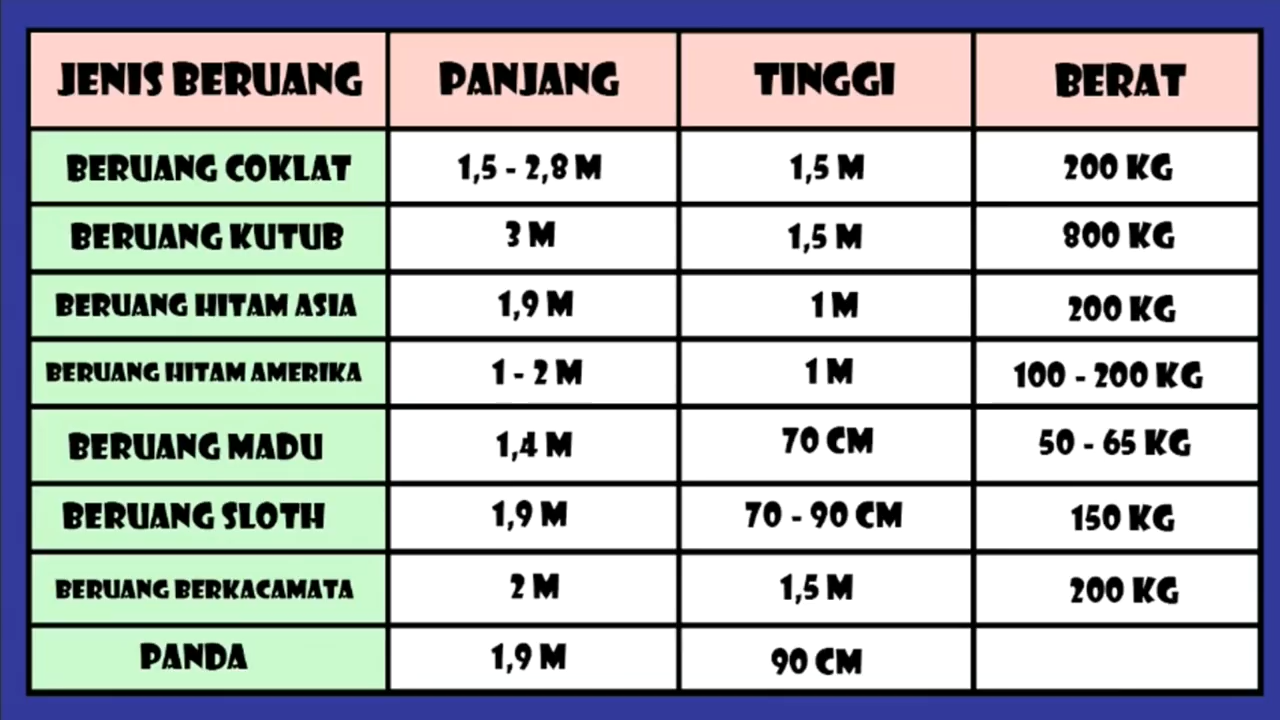 JENIS BERUANG PANJANG TINGGI BERAT
BERUANG COKLAT 1,5 - 2,8 M 1,5 M 200 KG
BERUANG KUTUB 3 M 1,5 M 800 KG
BERUANG HITAM ASIA 1,9 M 1 M 200 KG
BERUANG HITAM AMERIKA 1 - 2 M 1 M 100 - 200 KG
BERUANG MADU 1,4 M 70 CM 50 - 65 KG
BERUANG SLOTH 1,9 M 70 - 90 CM 150 KG
BERUANG BERKACAMATA 2 M 1,5 M 200 KG
PANDA 1,9 M 90 CM